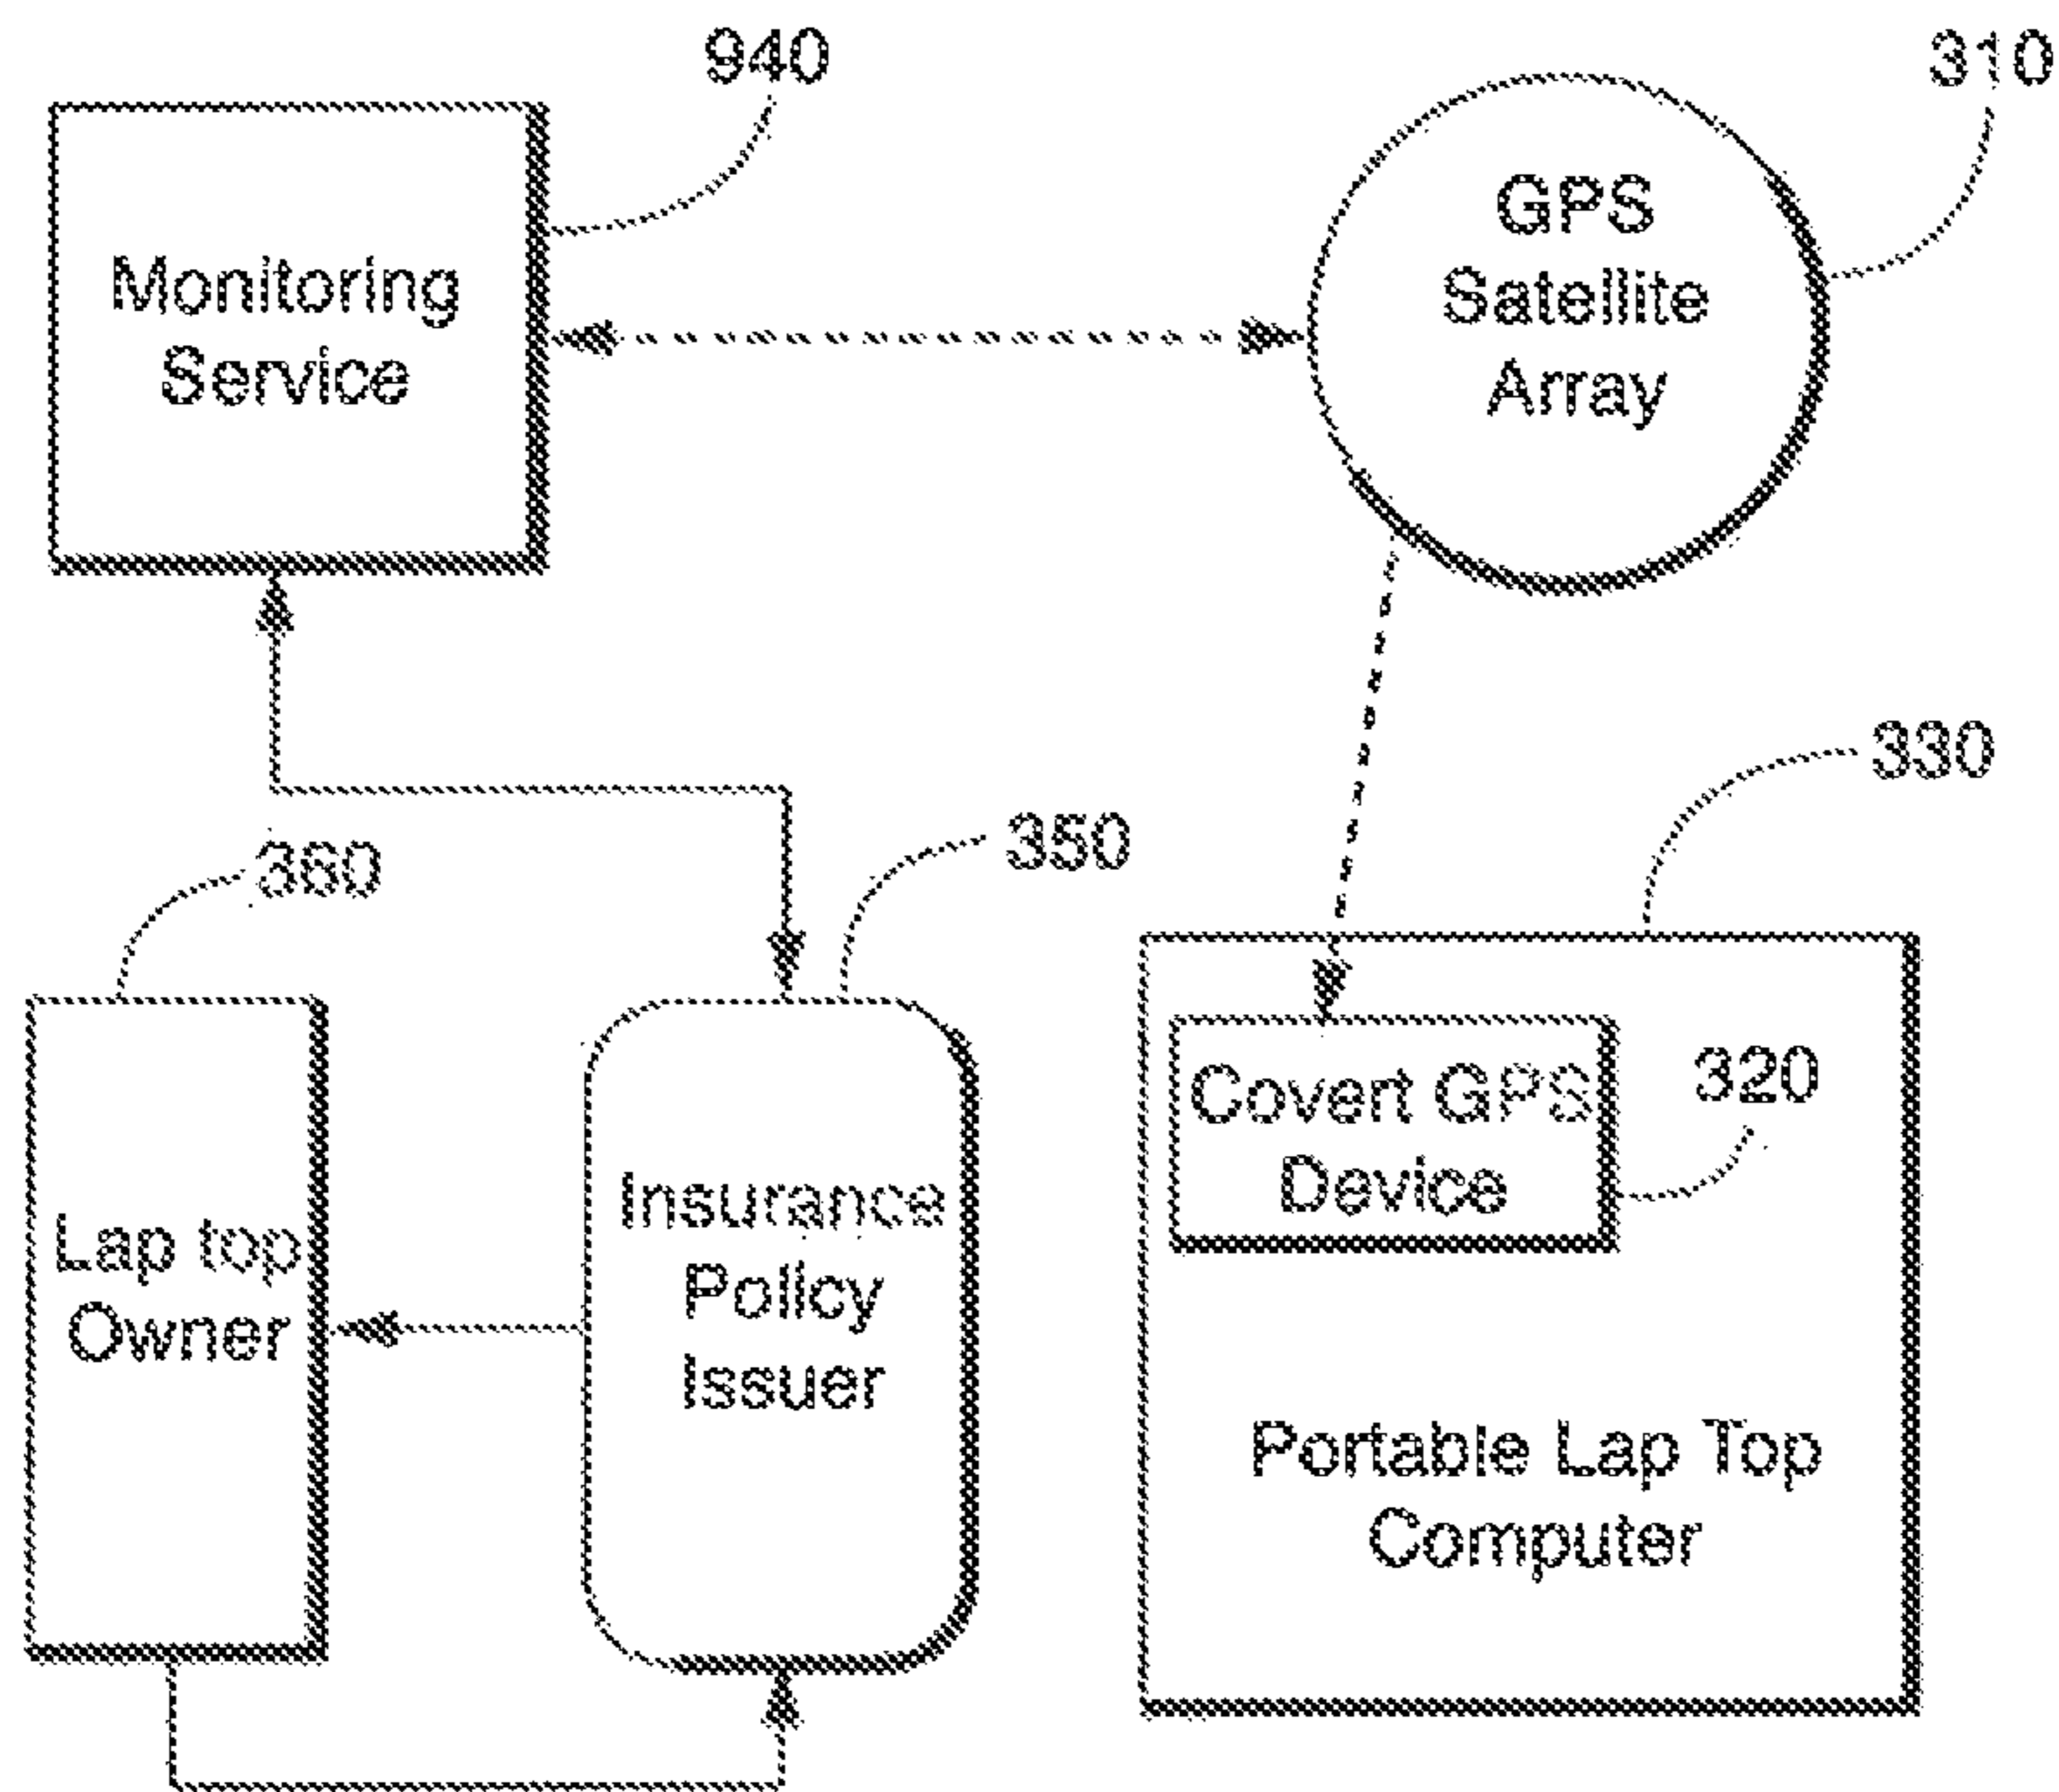 940
310
Monitoring
Service
GPS
Satellite
Array
330
350
360
Covert GPS
Device
320
Lap top
Owner
Insurance
Policy
Issuer
Portable Lap Top
Computer